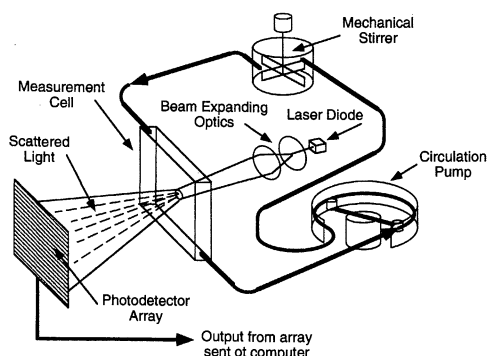 Mechanical
Stirrer
Measurement
Cell
Beam Expanding
Optics
Laser Diode
Scattered
Light
Circulation
Pump
Photodetector
Array
Output from array
sent ot computer